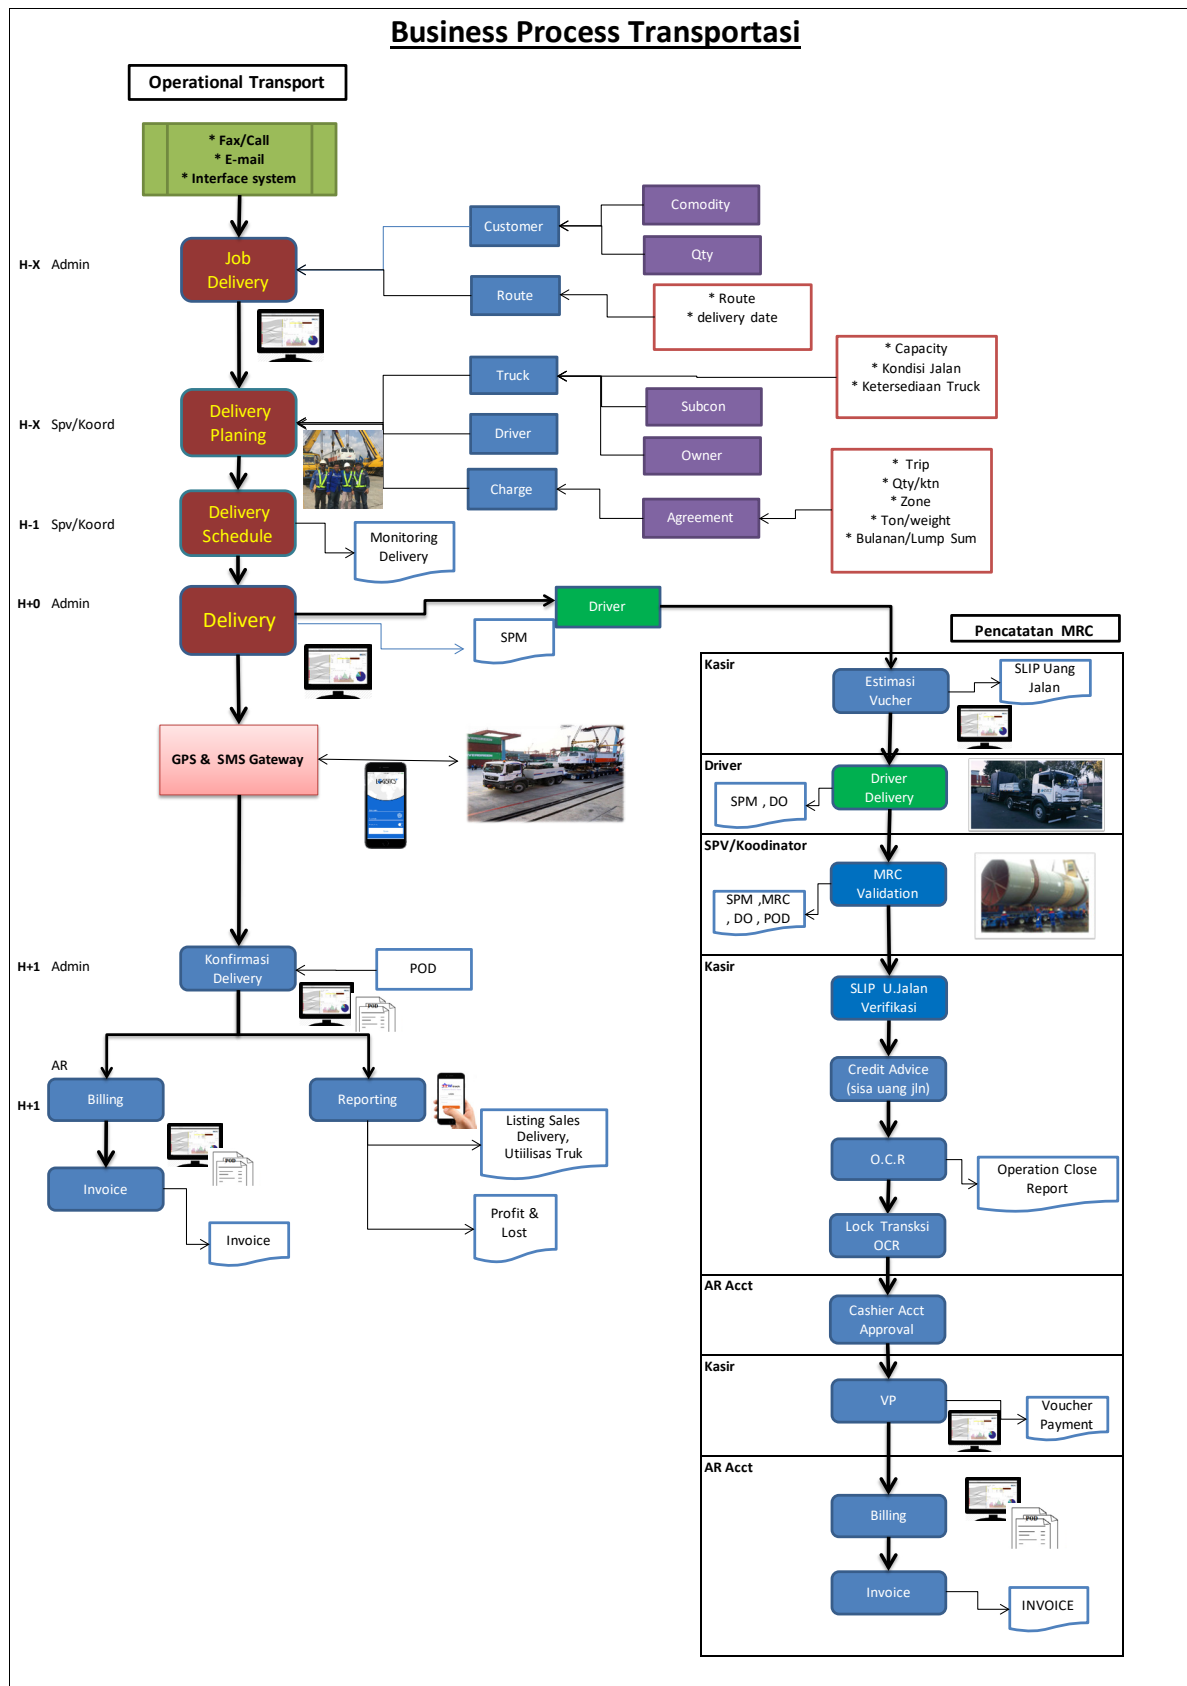 Business Process Transportasi
Operational Transport
* Fax/Call
* E-mail
* Interface system
Comodity
Customer
Qty
H-X Admin
Job
Delivery
Route
* Route
* delivery date
* Capacity
* Kondisi Jalan
* Ketersediaan Truck
Truck
Subcon
H-X Spv/Koord
Delivery
Planing
Driver
Owner
* Trip
* Qty/ktn
* Zone
* Ton/weight
* Bulanan/Lump Sum
Charge
Agreement
H-1 Spv/Koord
Delivery
Schedule
Monitoring
Delivery
H+0 Admin
Delivery
Driver
SPM
Pencatatan MRC
Kasir
Estimasi
Vucher
SLIP Uang
Jalan
GPS & SMS Gateway
LOGISTICS
Driver
Driver
Delivery
SPM , DO
SPV/Koodinator
MRC
Validation
SPM ,MRC
, DO , POD
H+1 Admin
Konfirmasi
Delivery
POD
POD
Kasir
SLIP U.Jalan
Verifikasi
Credit Advice
(sisa uang jln)
O.C.R
Operation Close
Report
Lock Transksi
OCR
AR
H+1
Billing
Reporting
Listing Sales
Delivery,
Utiilisas Truk
POD
Invoice
Invoice
Profit &
Lost
AR Acct
Cashier Acct
Approval
Kasir
VP
Voucher
Payment
AR Acct
Billing
POD
Invoice
INVOICE